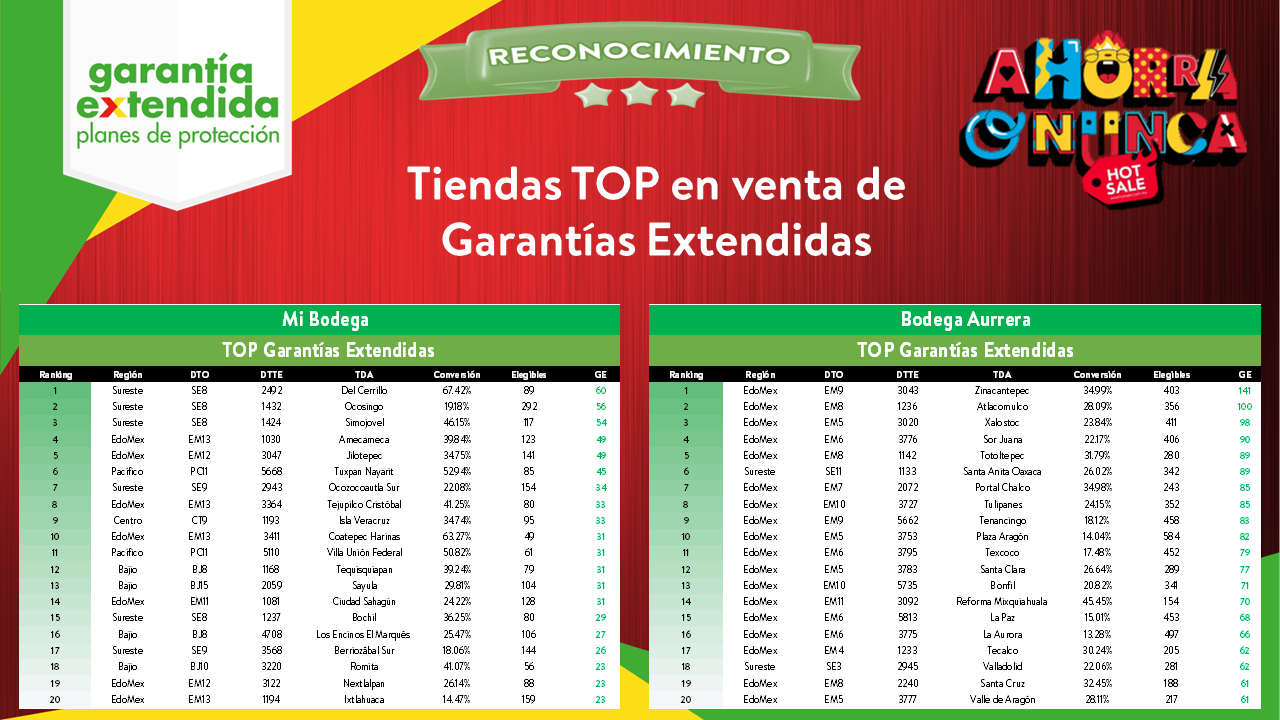 garantía
extendida
planes de protección
RECONOCIMIENTO
AHORRA
O NUNCA
HOT
SALE
Tiendas TOP en venta de
Garantías Extendidas
Mi Bodega
TOP Garantías Extendidas
Ranking Región DTO DTTE TDA Conversión Elegibles GE
1 Sureste SE8 2492 Del Cerrillo 67.42% 89 60
2 Sureste SE8 1432 Ocosingo 19.18% 292 56
3 Sureste SE8 1424 Simojovel 46.15% 117 54
4 EdoMex EM13 1030 Amecameca 39.84% 123 49
5 EdoMex EM12 3047 Jilotepec 34.75% 141 49
6 Pacífico PC11 5668 Tuxpan Nayarit 52.94% 85 45
7 Sureste SE9 2943 Ocozocoautla Sur 22.08% 154 34
8 EdoMex EM13 3364 Tejupilco Cristóbal 41.25% 80 33
9 Centro CT9 1193 Isla Veracruz 34.74% 95 33
10 EdoMex EM13 3411 Coatepec Harinas 63.27% 49 31
11 Pacífico PC11 5110 Villa Unión Federal 50.82% 61 31
12 Bajío BJ8 1168 Tequisquiapan 39.24% 79 31
13 Bajío BJ15 2059 Sayula 29.81% 104 31
14 EdoMex EM11 1081 Ciudad Sahagún 24.22% 128 31
15 Sureste SE8 1237 Bochil 36.25% 80 29
16 Bajío BJ8 4708 Los Encinos El Marqués 25.47% 106 27
17 Sureste SE9 3568 Berriozábal Sur 18.06% 144 26
18 Bajío BJ10 3220 Romita 41.07% 56 23
19 EdoMex EM12 3122 Nextlalpan 26.14% 88 23
20 EdoMex EM13 1194 Ixtlahuaca 14.47% 159 23
Bodega Aurrera
TOP Garantías Extendidas
Ranking Región DTO DTTE TDA Conversión Elegibles GE
1 EdoMex EM9 3043 Zinacantepec 34.99% 403 141
2 EdoMex EM8 1236 Atlacomulco 28.09% 356 100
3 EdoMex EM5 3020 Xalostoc 23.84% 411 98
4 EdoMex EM6 3776 Sor Juana 22.17% 406 90
5 EdoMex EM8 1142 Totoltepec 31.79% 280 89
6 Sureste SE11 1133 Santa Anita Oaxaca 26.02% 342 89
7 EdoMex EM7 2072 Portal Chalco 34.98% 243 85
8 EdoMex EM10 3727 Tulipanes 24.15% 352 85
9 EdoMex EM9 5662 Tenancingo 18.12% 458 83
10 EdoMex EM5 3753 Plaza Aragón 14.04% 584 82
11 EdoMex EM6 3795 Texcoco 17.48% 452 79
12 EdoMex EM5 3783 Santa Clara 26.64% 289 77
13 EdoMex EM10 5735 Bonfil 20.82% 341 71
14 EdoMex EM11 3092 Reforma Mixquiahuala 45.45% 154 70
15 EdoMex EM6 5813 La Paz 15.01% 453 68
16 EdoMex EM6 3775 La Aurora 13.28% 497 66
17 EdoMex EM4 1233 Tecalco 30.24% 205 62
18 Sureste SE3 2945 Valladolid 22.06% 281 62
19 EdoMex EM8 2240 Santa Cruz 32.45% 188 61
20 EdoMex EM5 3777 Valle de Aragón 28.11% 217 61